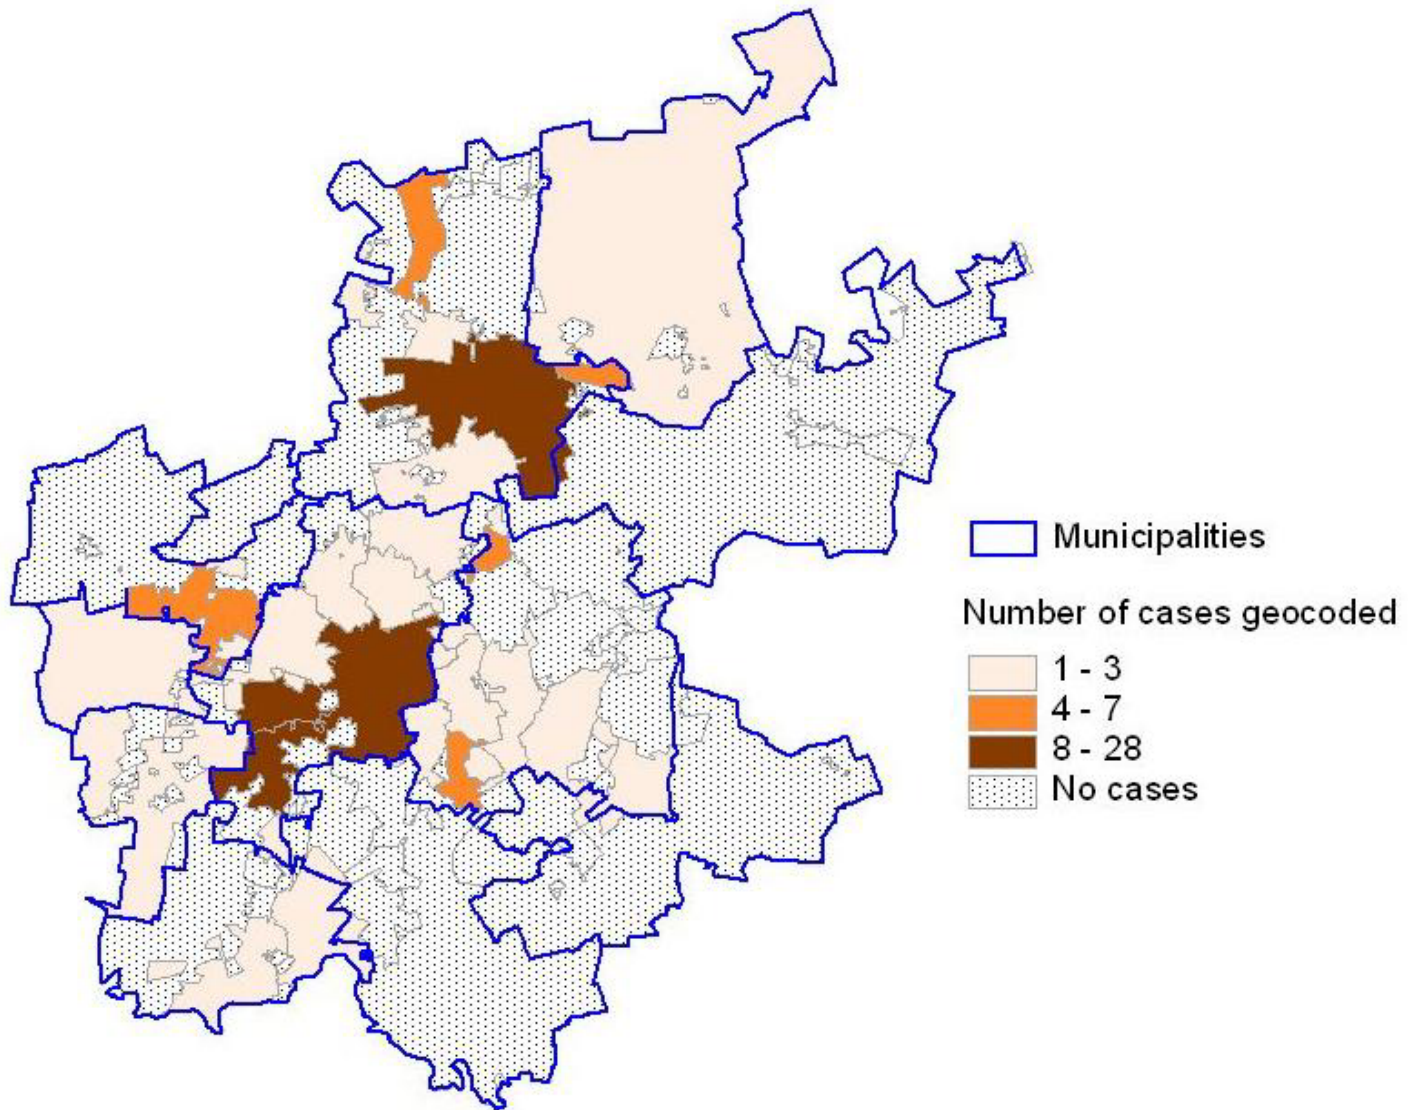 Municipalities
Number of cases geocoded
1 - 3
4 - 7
8 - 28
No cases